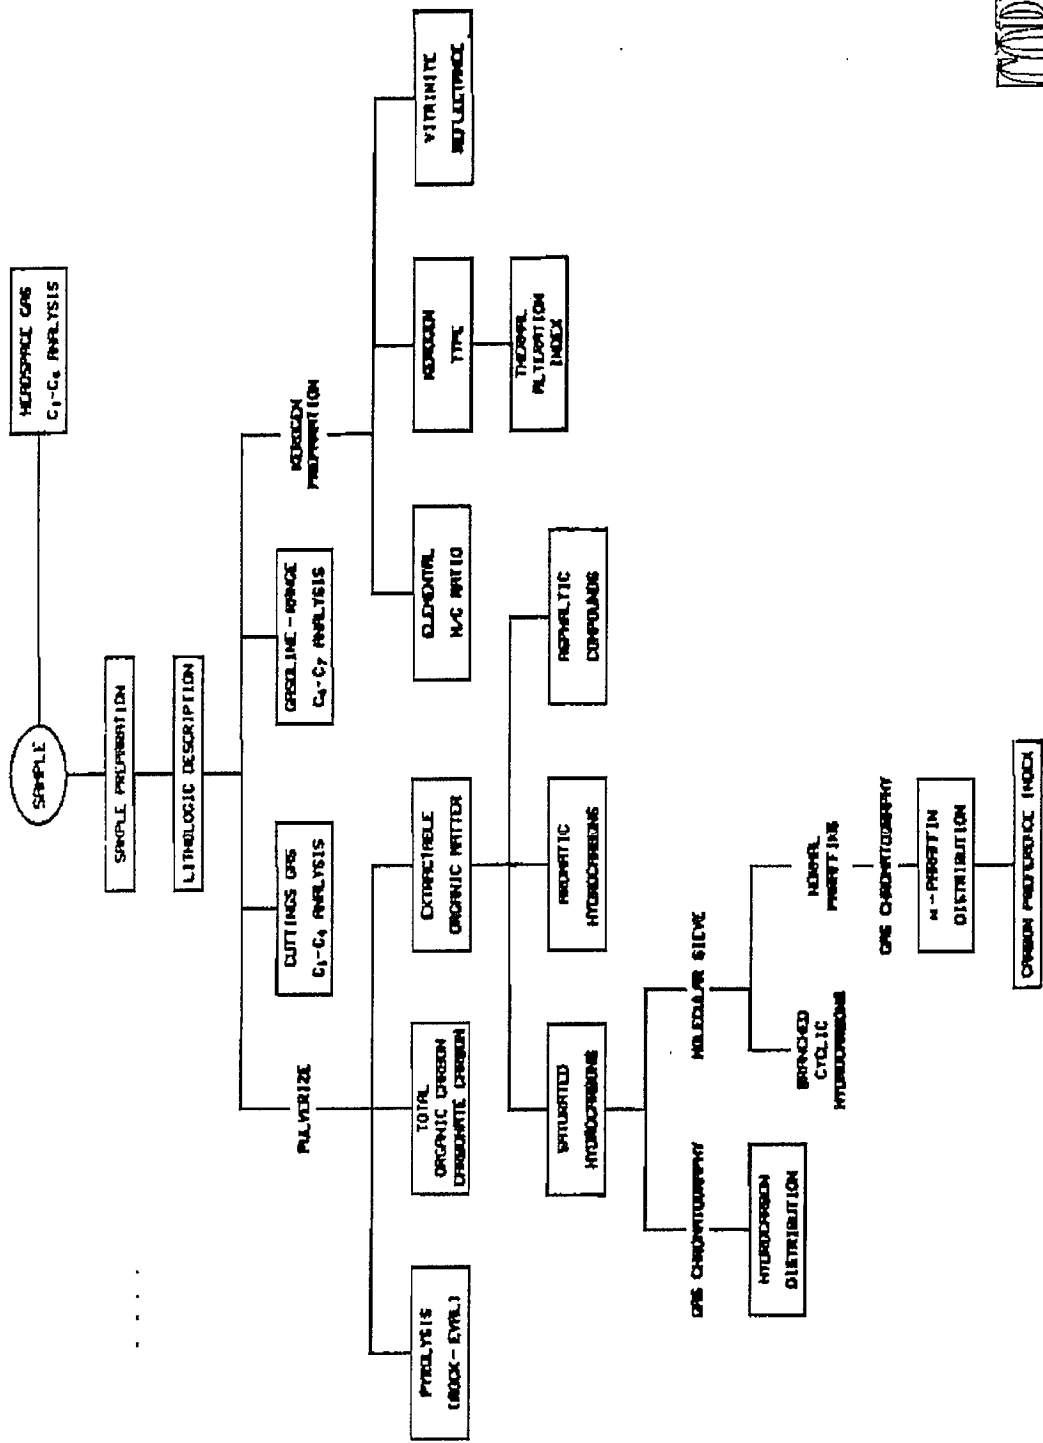 SAMPLE
HEADSPACE GAS
C₁-C₄ ANALYSIS
SAMPLE PREPARATION
LITHOLOGIC DESCRIPTION
PULVERIZE
CUTTINGS GAS
C₁-C₄ ANALYSIS
GASOLINE-RANGE
C₄-C₇ ANALYSIS
KEROGEN
PREPARATION
PYROLYSIS
(ROCK-EVAL)
TOTAL
ORGANIC CARBON
CARBONATE CARBON
EXTRACTABLE
ORGANIC MATTER
ELEMENTAL
H/C RATIO
KEROGEN
TYPE
VITRINITE
REFLECTANCE
THERMAL
ALTERATION
INDEX
SATURATED
HYDROCARBONS
AROMATIC
HYDROCARBONS
ASPHALTIC
COMPOUNDS
GAS CHROMATOGRAPHY
MOLECULAR SIEVE
HYDROCARBON
DISTRIBUTION
BRANCHED
CYCLIC
HYDROCARBONS
NORMAL
PARAFFINS
GAS CHROMATOGRAPHY
N-PARAFFIN
DISTRIBUTION
CARBON PREFERENCE INDEX